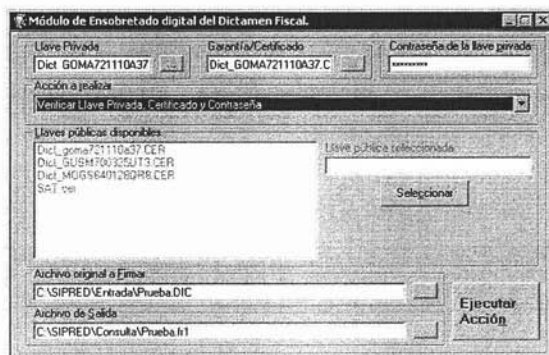 Módulo de Ensobretado digital del Dictamen Fiscal.
Llave Privada
Garantía/Certificado
Contraseña de la llave privada
Dict_GOMA721110A37
...
Dict_GOMA721110A37.C
...
*********
Acción a realizar
Verificar Llave Privada, Certificado y Contraseña
Llaves públicas disponibles
Dict_goma721110a37.CER
Dict_GUSM700325UT3.CER
Dict_MOGS640128QR8.CER
SAT.cer
Llave pública seleccionada
Seleccionar
Archivo original a Firmar
C:\SIPRED\Entrada\Prueba.DIC
...
Archivo de Salida
C:\SIPRED\Consulta\Prueba.fr1
...
Ejecutar
Acción